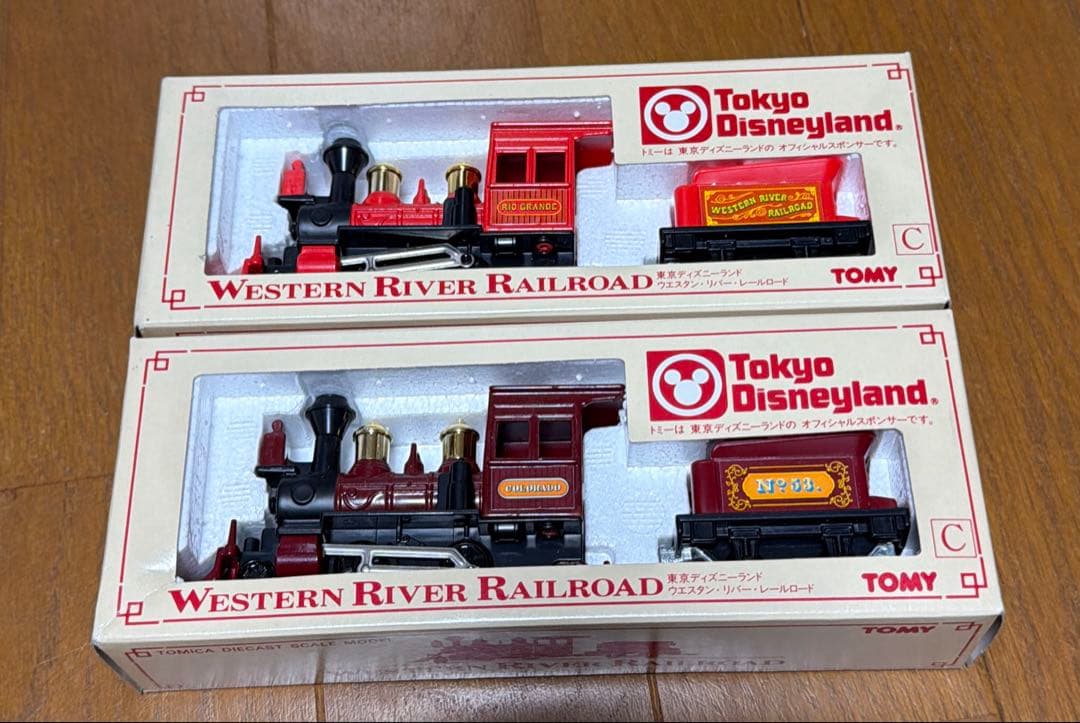 Tokyo
Disneyland®
トミーは 東京ディズニーランドの オフィシャルスポンサーです。
RIO GRANDE
WESTERN RIVER
RAILROAD
C
WESTERN RIVER RAILROAD
東京ディズニーランド
ウエスタン・リバー・レールロード
TOMY
Tokyo
Disneyland®
トミーは 東京ディズニーランドの オフィシャルスポンサーです。
COLORADO
No 53.
C
WESTERN RIVER RAILROAD
東京ディズニーランド
ウエスタン・リバー・レールロード
TOMY
TOMY
TOMICA DIECAST SCALE MODEL
WESTERN RIVER RAILROAD